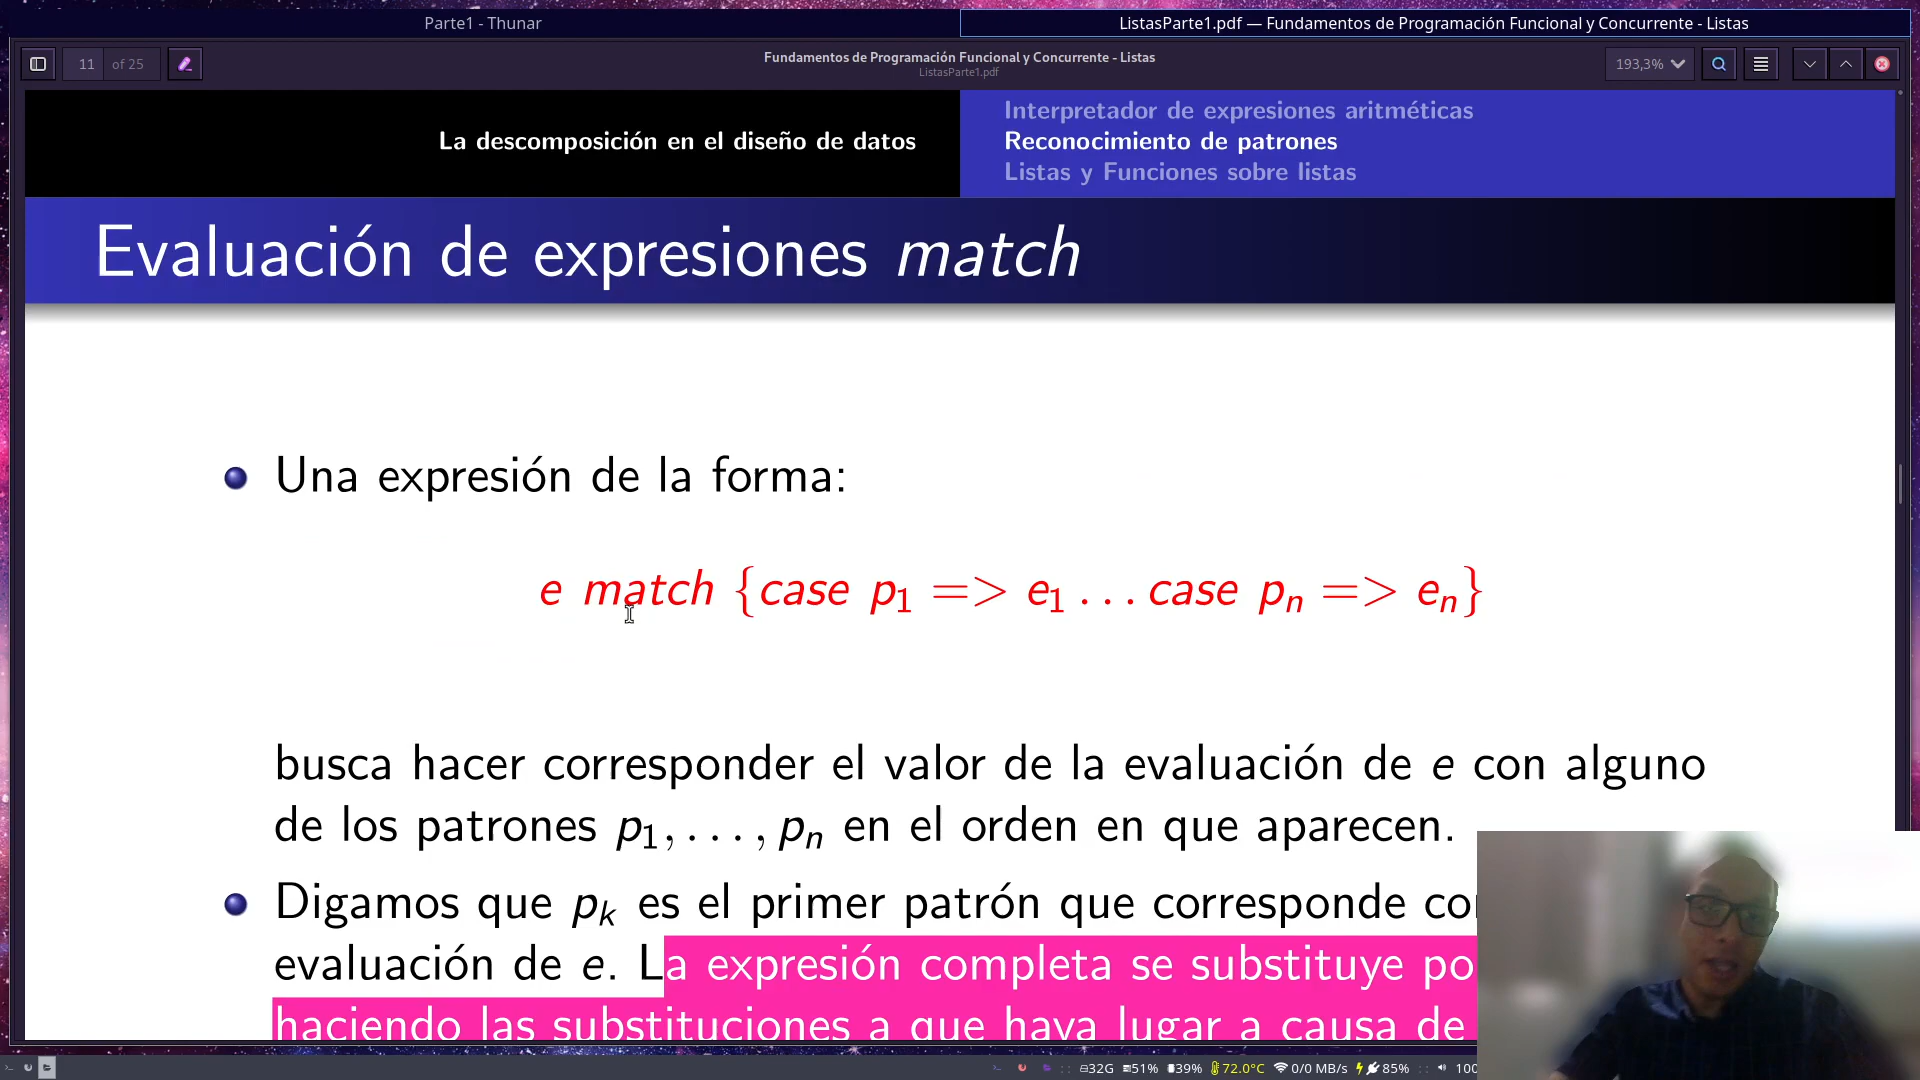 Parte1 - Thunar
ListasParte1.pdf — Fundamentos de Programación Funcional y Concurrente - Listas
11 of 25
Fundamentos de Programación Funcional y Concurrente - Listas
ListasParte1.pdf
193,3%
La descomposición en el diseño de datos
Interpretador de expresiones aritméticas
Reconocimiento de patrones
Listas y Funciones sobre listas
Evaluación de expresiones match
Una expresión de la forma:
e match {case p1 => e1 . . . case pn => en}
busca hacer corresponder el valor de la evaluación de e con alguno
de los patrones p1, . . . , pn en el orden en que aparecen.
Digamos que pk es el primer patrón que corresponde
evaluación de e. La expresión completa se substituye
haciendo las substituciones a que haya lugar a causa de
32G 51% 39% 72.0°C 0/0 MB/s 85% 100